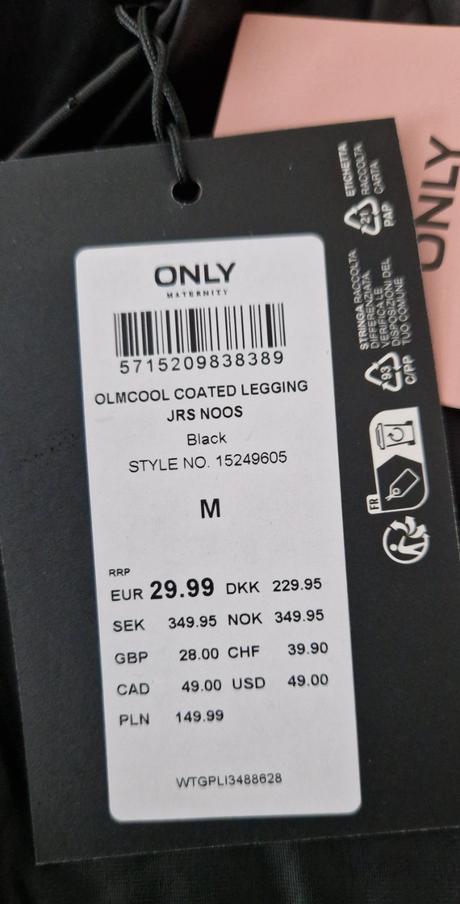 ONLY
MATERNITY
5715209838389
OLMCOOL COATED LEGGING
JRS NOOS
Black
STYLE NO. 15249605
M
RRP
EUR 29.99 DKK 229.95
SEK 349.95 NOK 349.95
GBP 28.00 CHF 39.90
CAD 49.00 USD 49.00
PLN 149.99
WTGPLI3488628
ETICHETTA
RACCOLTA
CARTA
21
PAP
STRINGA RACCOLTA
DIFFERENZIATA.
VERIFICA LE
DISPOSIZIONI DEL
TUO COMUNE
93
C/PP
FR
ONLY